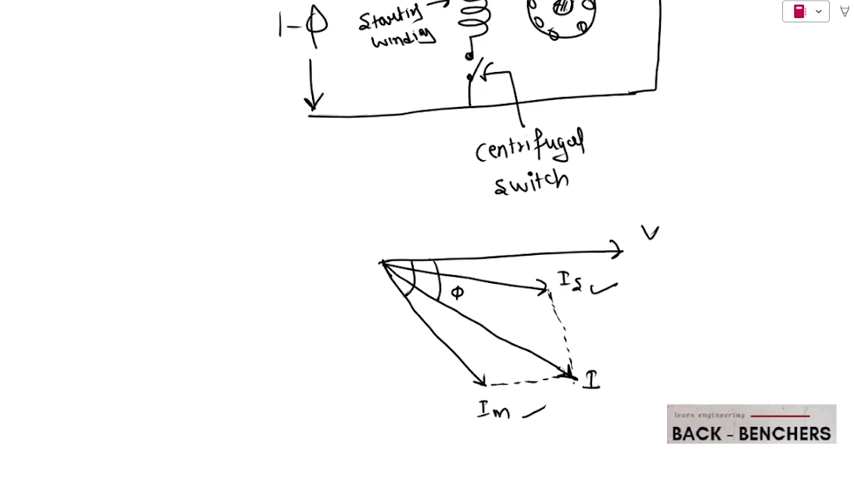 1-ϕ
Starting
winding
Centrifugal
switch
V
Is
ϕ
I
Im
learn engineering
BACK - BENCHERS